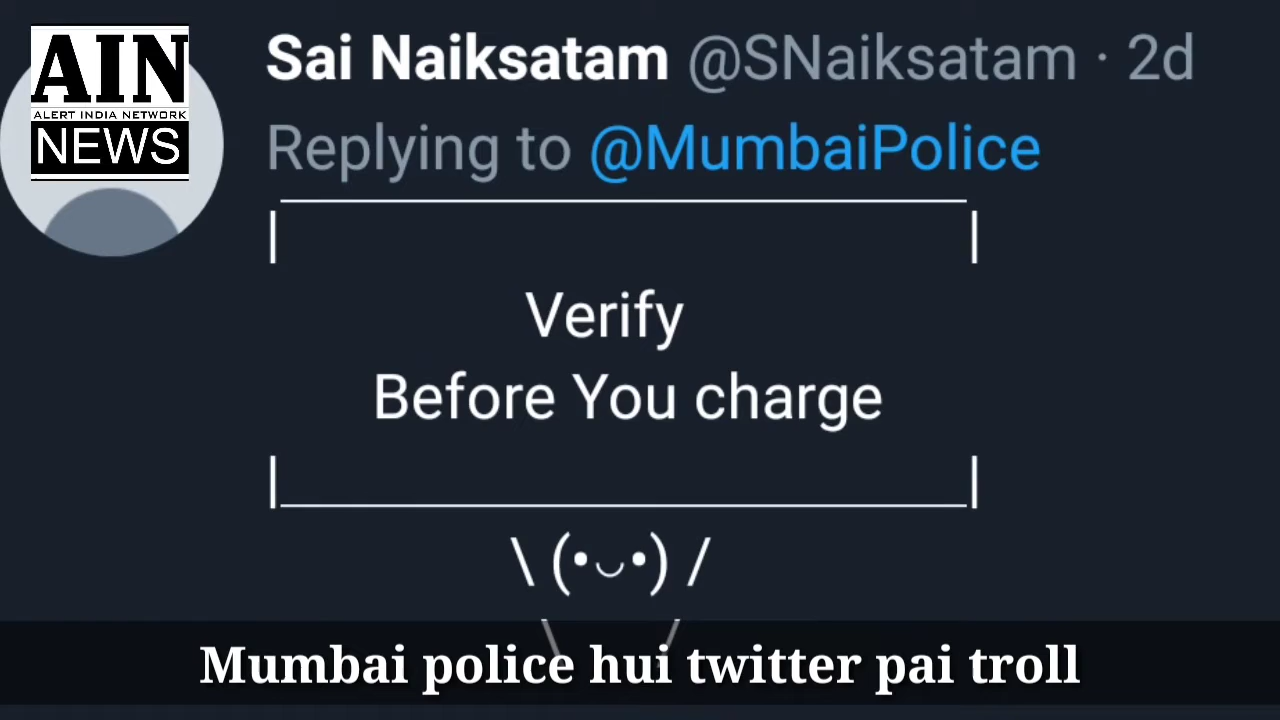 AIN
ALERT INDIA NETWORK
NEWS
Sai Naiksatam @SNaiksatam · 2d
Replying to @MumbaiPolice
Verify
Before You charge
\ (•◡•) /
\ /
Mumbai police hui twitter pai troll